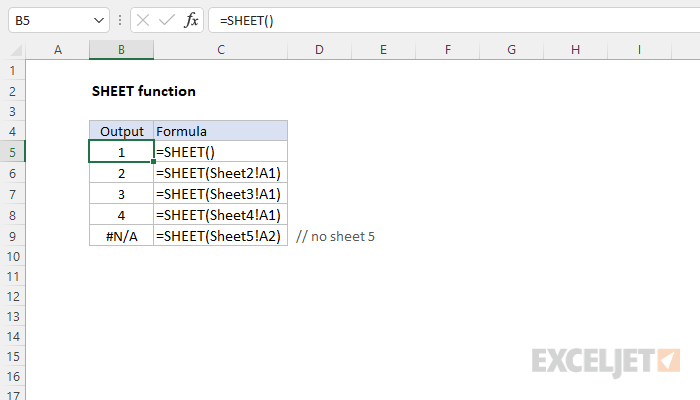 B5 fx =SHEET()
A B C D E F G H I
1
2 SHEET function
3
4 Output Formula
5 1 =SHEET()
6 2 =SHEET(Sheet2!A1)
7 3 =SHEET(Sheet3!A1)
8 4 =SHEET(Sheet4!A1)
9 #N/A =SHEET(Sheet5!A2) // no sheet 5
10
11
12
13
14
15
16
17
EXCELJET